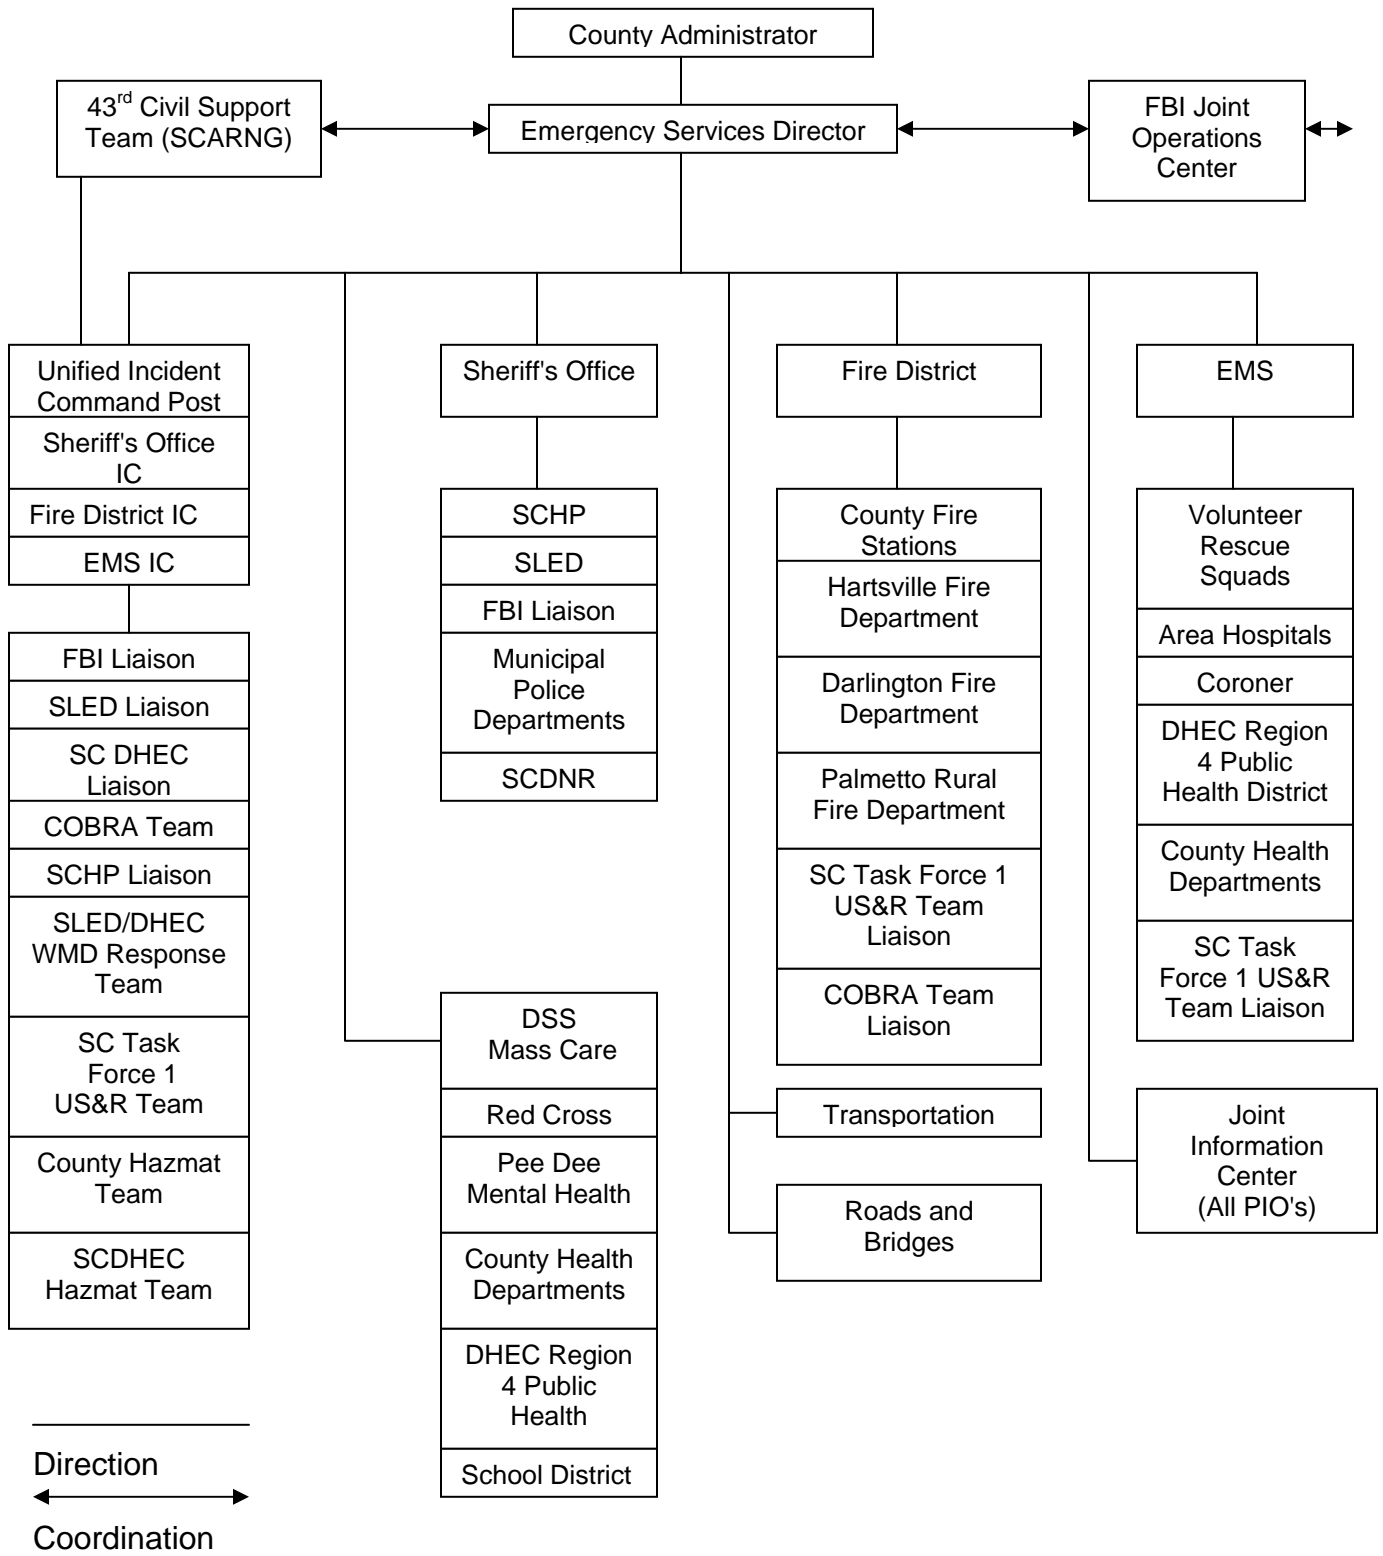 County Administrator
43rd Civil Support
Team (SCARNG)
Emergency Services Director
FBI Joint
Operations
Center
Unified Incident
Command Post
Sheriff's Office
IC
Fire District IC
EMS IC
FBI Liaison
SLED Liaison
SC DHEC
Liaison
COBRA Team
SCHP Liaison
SLED/DHEC
WMD Response
Team
SC Task
Force 1
US&R Team
County Hazmat
Team
SCDHEC
Hazmat Team
Sheriff's Office
SCHP
SLED
FBI Liaison
Municipal
Police
Departments
SCDNR
DSS
Mass Care
Red Cross
Pee Dee
Mental Health
County Health
Departments
DHEC Region
4 Public
Health
School District
Fire District
County Fire
Stations
Hartsville Fire
Department
Darlington Fire
Department
Palmetto Rural
Fire Department
SC Task Force 1
US&R Team
Liaison
COBRA Team
Liaison
Transportation
Roads and
Bridges
EMS
Volunteer
Rescue
Squads
Area Hospitals
Coroner
DHEC Region
4 Public
Health District
County Health
Departments
SC Task
Force 1 US&R
Team Liaison
Joint
Information
Center
(All PIO's)
Direction
Coordination